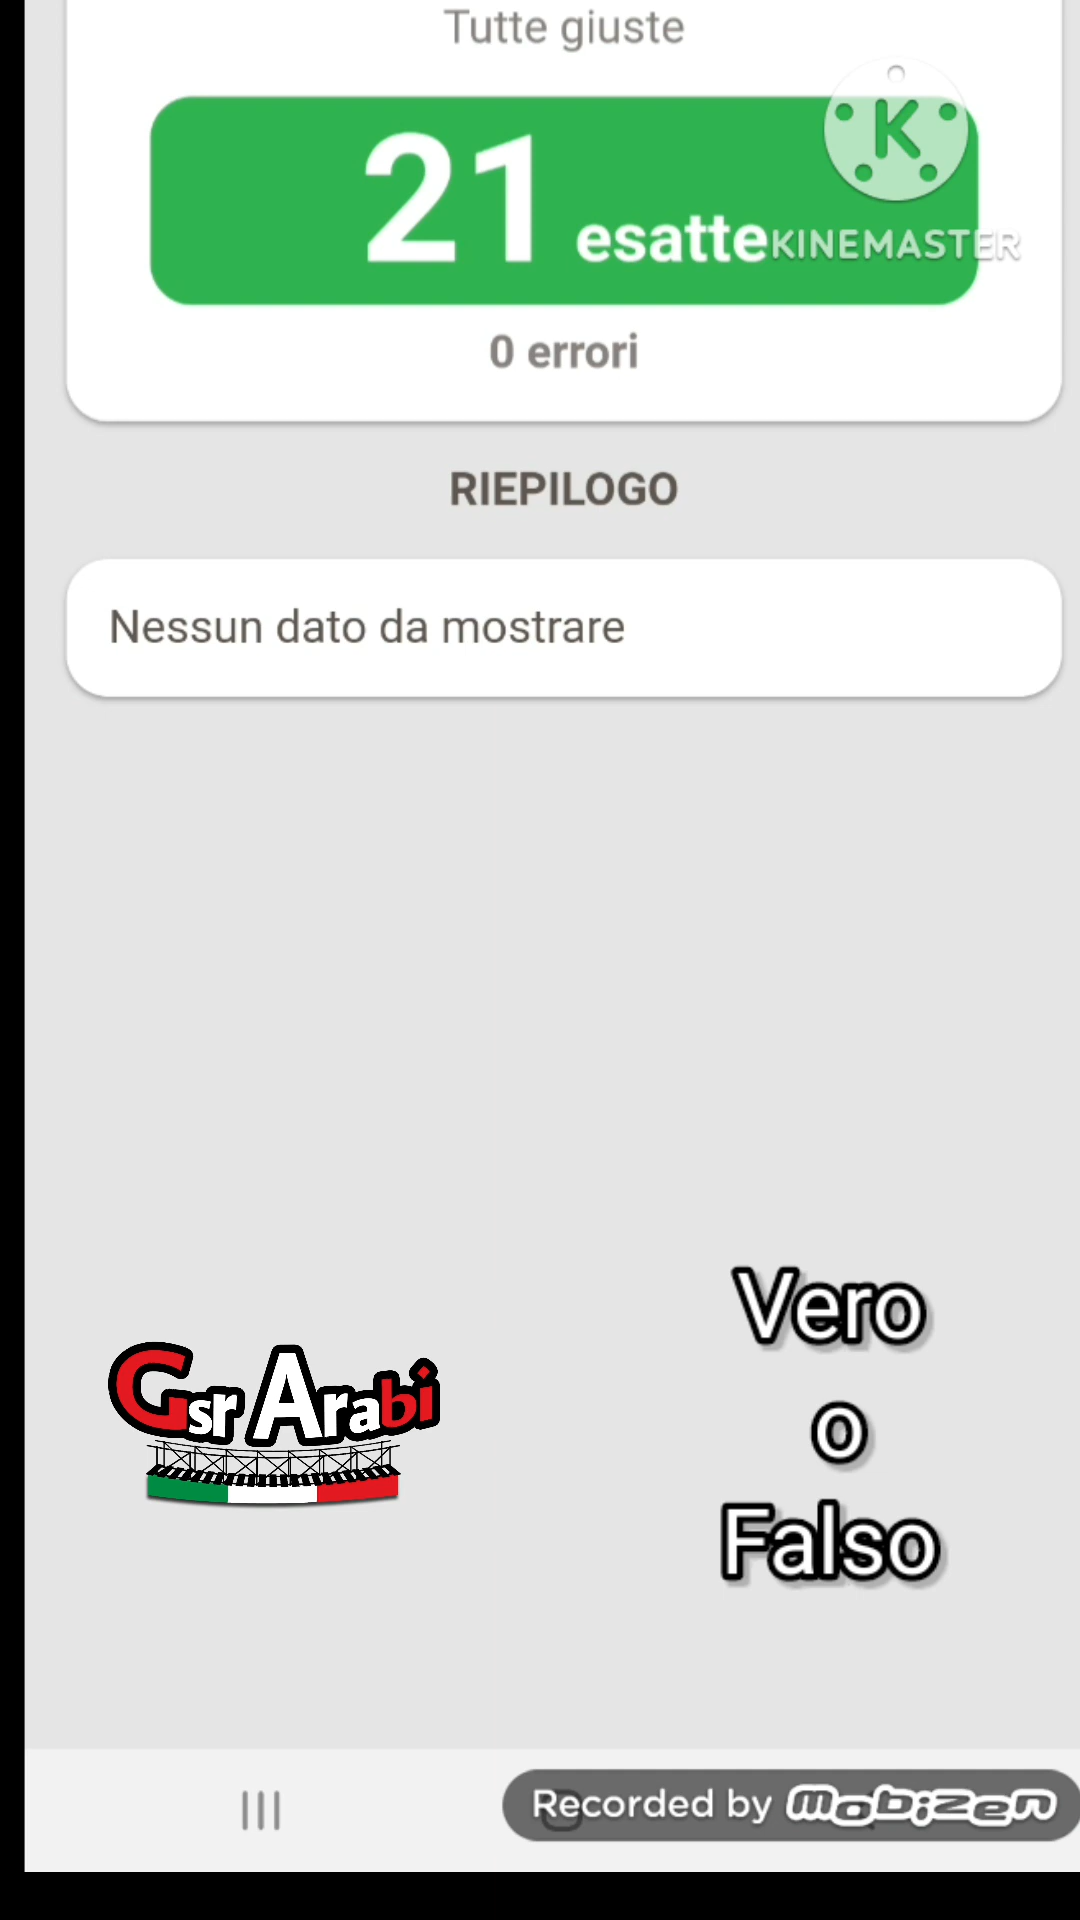 Tutte giuste
21 esatte
KINEMASTER
0 errori
RIEPILOGO
Nessun dato da mostrare
Vero
o
Falso
Gsr Arabi
Recorded by mobizen